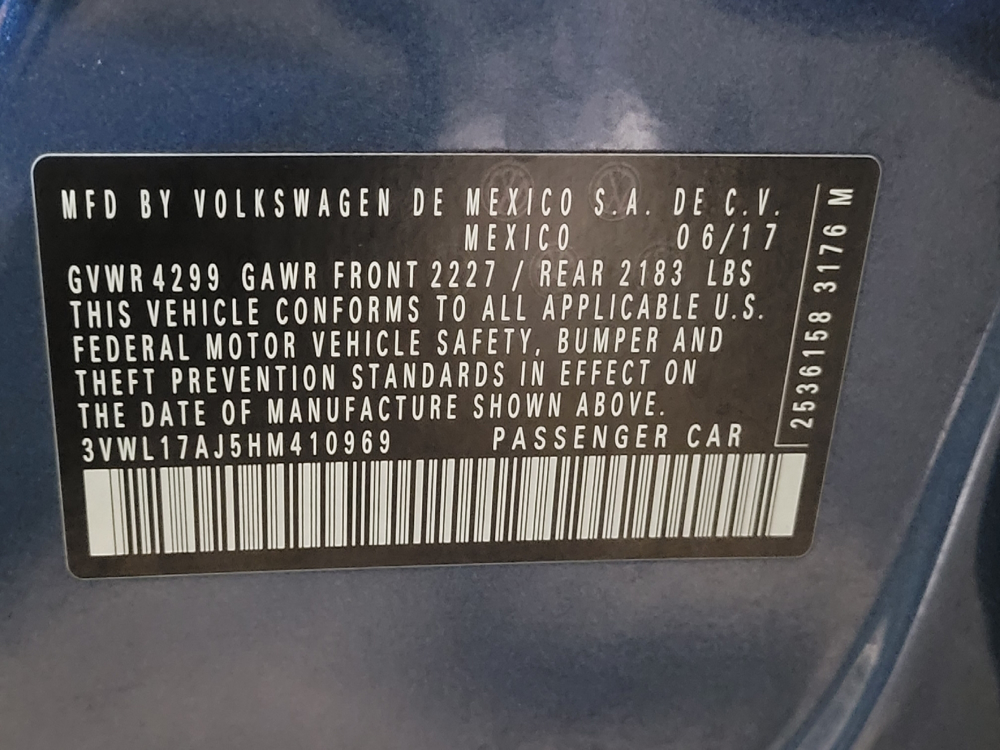 MFD BY VOLKSWAGEN DE MEXICO S.A. DE C.V.
MEXICO 06/17
GVWR 4299 GAWR FRONT 2227 / REAR 2183 LBS
THIS VEHICLE CONFORMS TO ALL APPLICABLE U.S.
FEDERAL MOTOR VEHICLE SAFETY, BUMPER AND
THEFT PREVENTION STANDARDS IN EFFECT ON
THE DATE OF MANUFACTURE SHOWN ABOVE.
3VWL17AJ5HM410969 PASSENGER CAR
2536158 3176 M